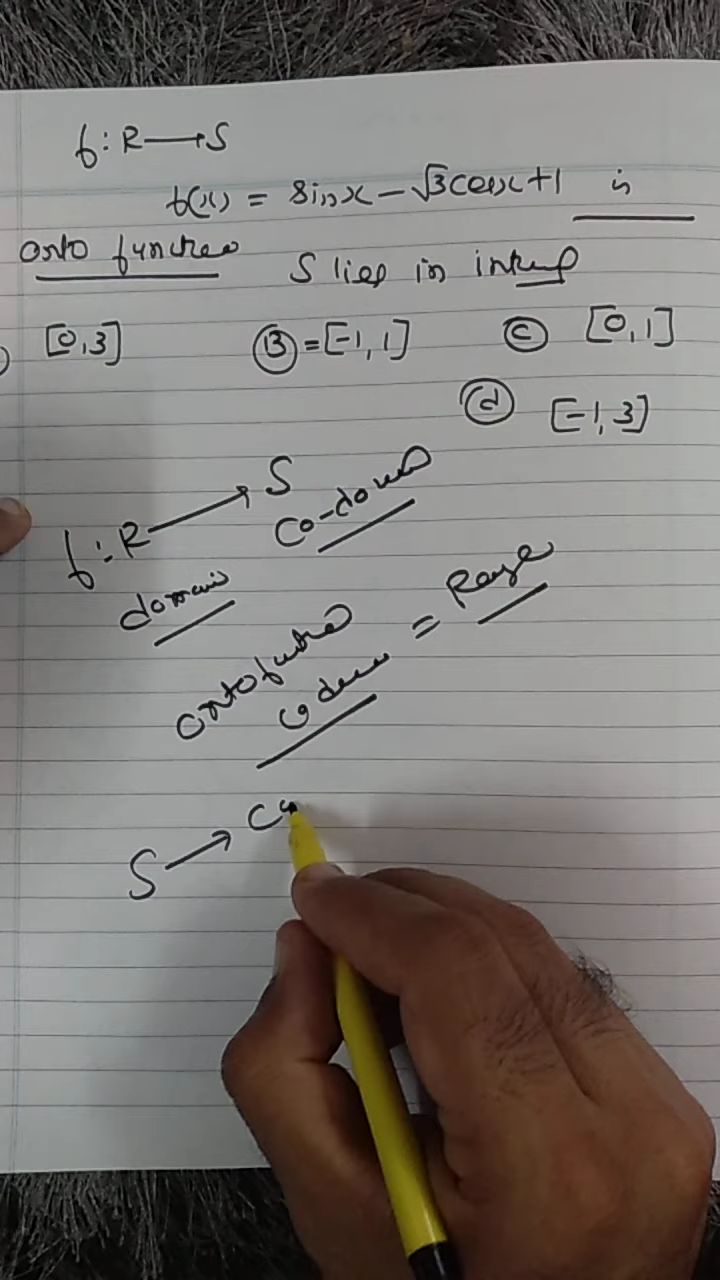 f: R → S
f(x) = sinx - √3cosx + 1 is
onto function S lies in interval
[0,3] (B) = [-1, 1] (c) [0,1]
(d) [-1,3]
f: R → S
domain Co-domain
onto function
Co domain = Range
S → Co